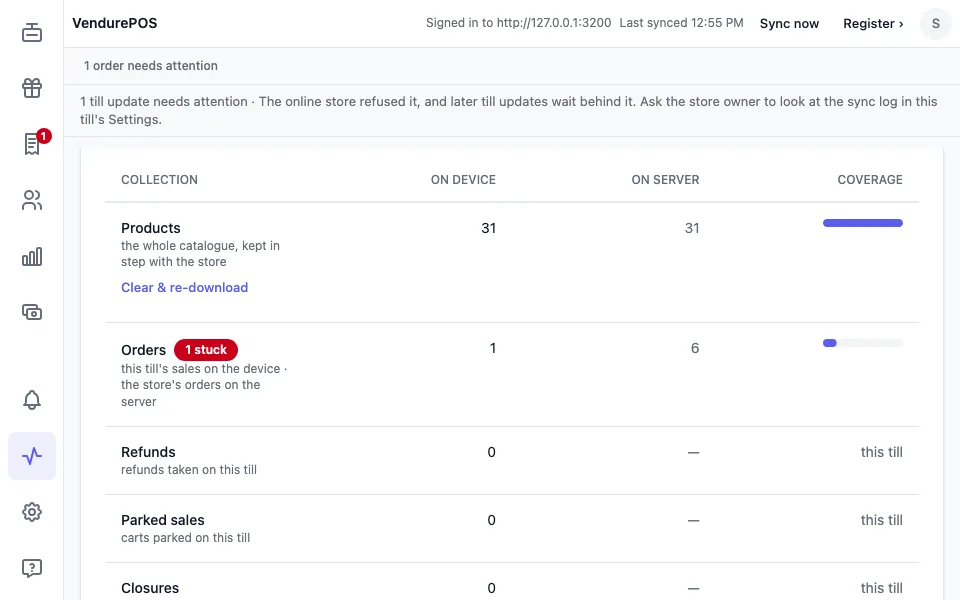 VendurePOS
Signed in to http://127.0.0.1:3200 Last synced 12:55 PM Sync now Register › S
1 order needs attention
1 till update needs attention · The online store refused it, and later till updates wait behind it. Ask the store owner to look at the sync log in this
till's Settings.
1
COLLECTION ON DEVICE ON SERVER COVERAGE
Products 31 31
the whole catalogue, kept in
step with the store
Clear & re-download
Orders 1 stuck 1 6
this till's sales on the device ·
the store's orders on the
server
Refunds 0 — this till
refunds taken on this till
Parked sales 0 — this till
carts parked on this till
Closures 0 — this till